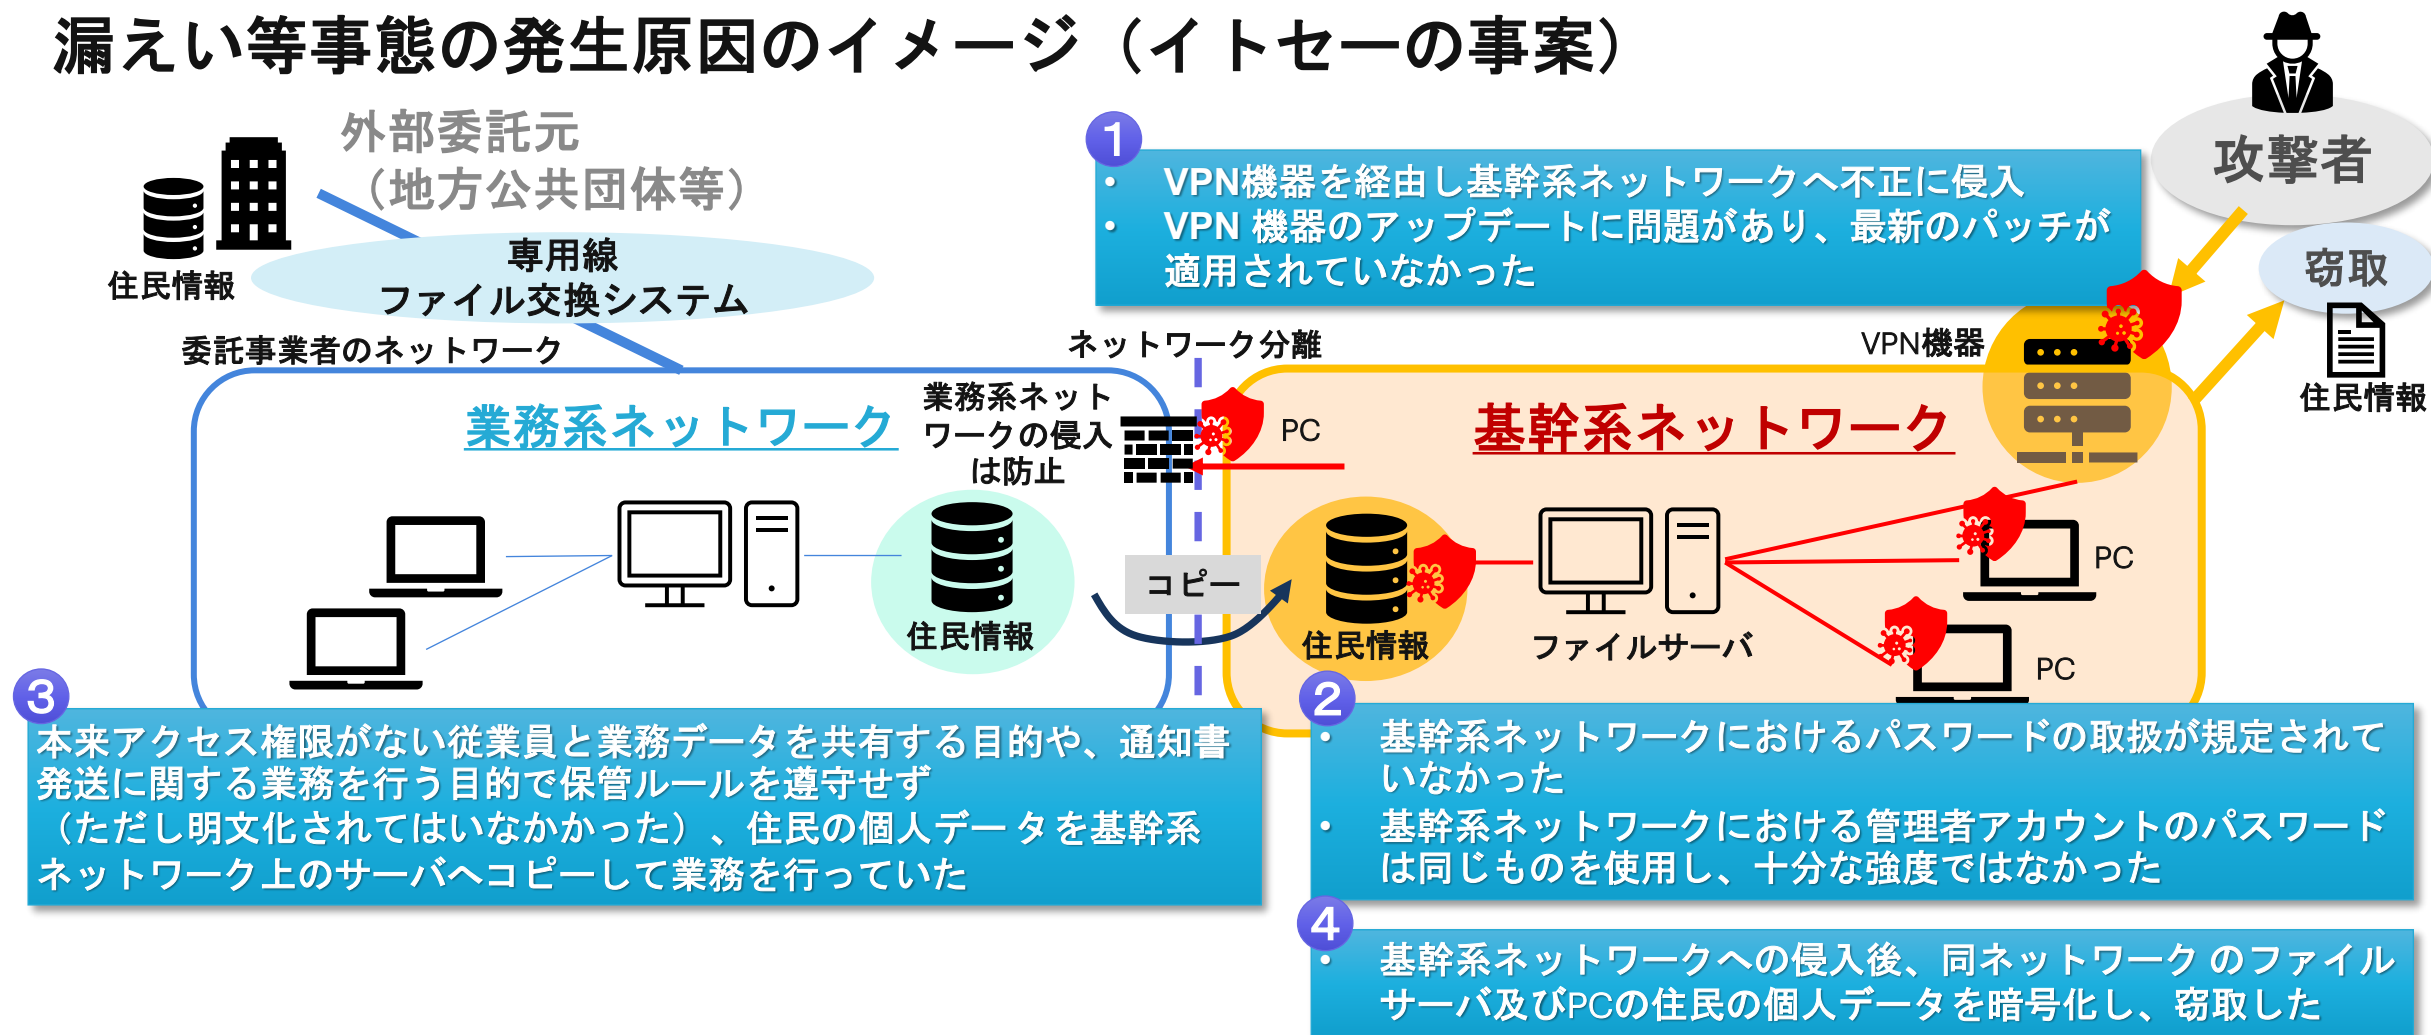 漏えい等事態の発生原因のイメージ（イトセーの事案）
外部委託元
（地方公共団体等）
住民情報
専用線
ファイル交換システム
1
・ VPN機器を経由し基幹系ネットワークへ不正に侵入
・ VPN 機器のアップデートに問題があり、最新のパッチが
適用されていなかった
攻撃者
窃取
住民情報
委託事業者のネットワーク
ネットワーク分離
VPN機器
業務系ネットワーク
業務系ネット
ワークの侵入
は防止
PC
基幹系ネットワーク
住民情報
コピー
住民情報
ファイルサーバ
PC
PC
3
本来アクセス権限がない従業員と業務データを共有する目的や、通知書
発送に関する業務を行う目的で保管ルールを遵守せず
（ただし明文化されてはいなかかった）、住民の個人データを基幹系
ネットワーク上のサーバへコピーして業務を行っていた
2
・ 基幹系ネットワークにおけるパスワードの取扱が規定されて
いなかった
・ 基幹系ネットワークにおける管理者アカウントのパスワード
は同じものを使用し、十分な強度ではなかった
4
・ 基幹系ネットワークへの侵入後、同ネットワーク のファイル
サーバ及びPCの住民の個人データを暗号化し、窃取した